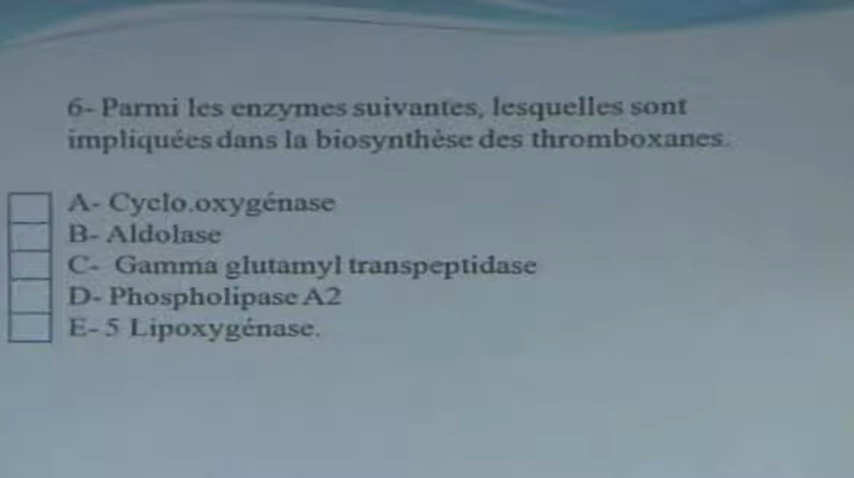 6- Parmi les enzymes suivantes, lesquelles sont
impliquées dans la biosynthèse des thromboxanes.
A- Cyclo.oxygénase
B- Aldolase
C- Gamma glutamyl transpeptidase
D- Phospholipase A2
E- 5 Lipoxygénase.